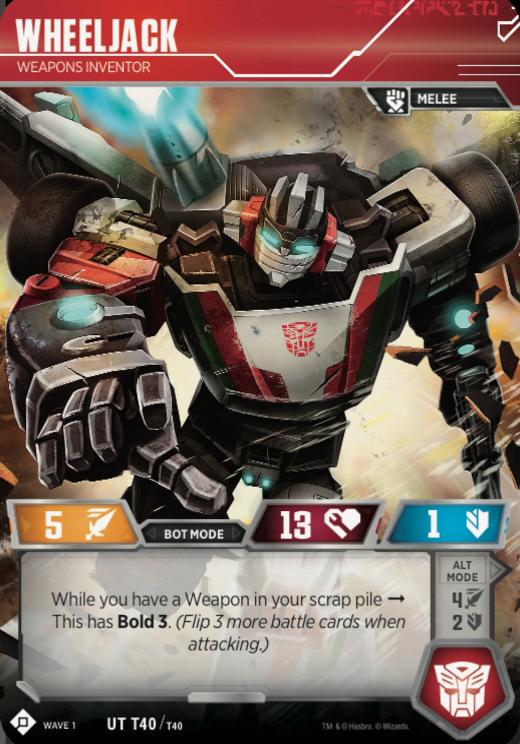 WHEELJACK
WEAPONS INVENTOR
MELEE
5
BOT MODE
13
1
ALT
MODE
4
2
While you have a Weapon in your scrap pile →
This has Bold 3. (Flip 3 more battle cards when
attacking.)
WAVE 1
UT T40/T40
TM & © Hasbro. © Wizards.